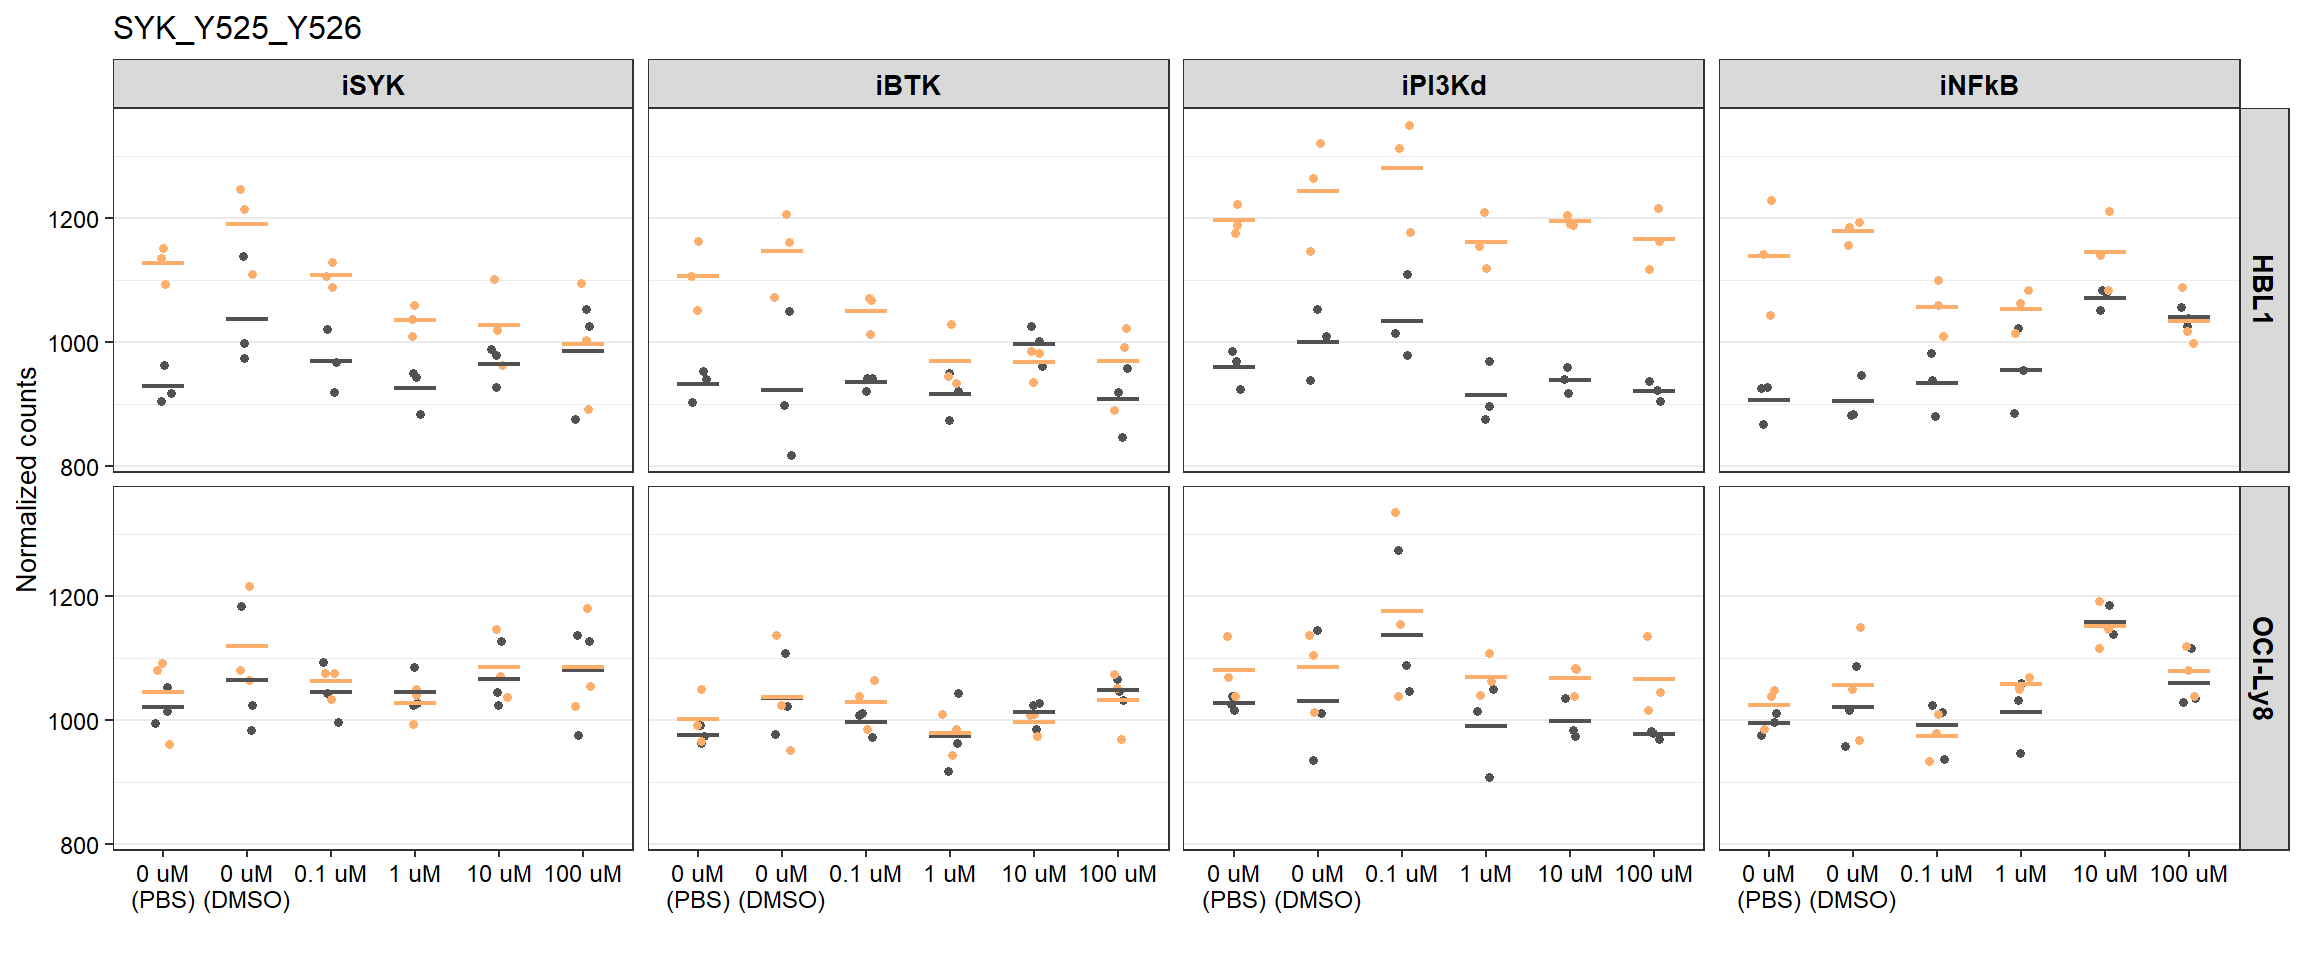 SYK_Y525_Y526
iSYK
iBTK
iPI3Kd
iNFkB
Normalized counts
1200
1000
800
HBL1
1200
1000
800
OCI-Ly8
0 uM 0 uM 0.1 uM 1 uM 10 uM 100 uM
(PBS) (DMSO)
0 uM 0 uM 0.1 uM 1 uM 10 uM 100 uM
(PBS) (DMSO)
0 uM 0 uM 0.1 uM 1 uM 10 uM 100 uM
(PBS) (DMSO)
0 uM 0 uM 0.1 uM 1 uM 10 uM 100 uM
(PBS) (DMSO)